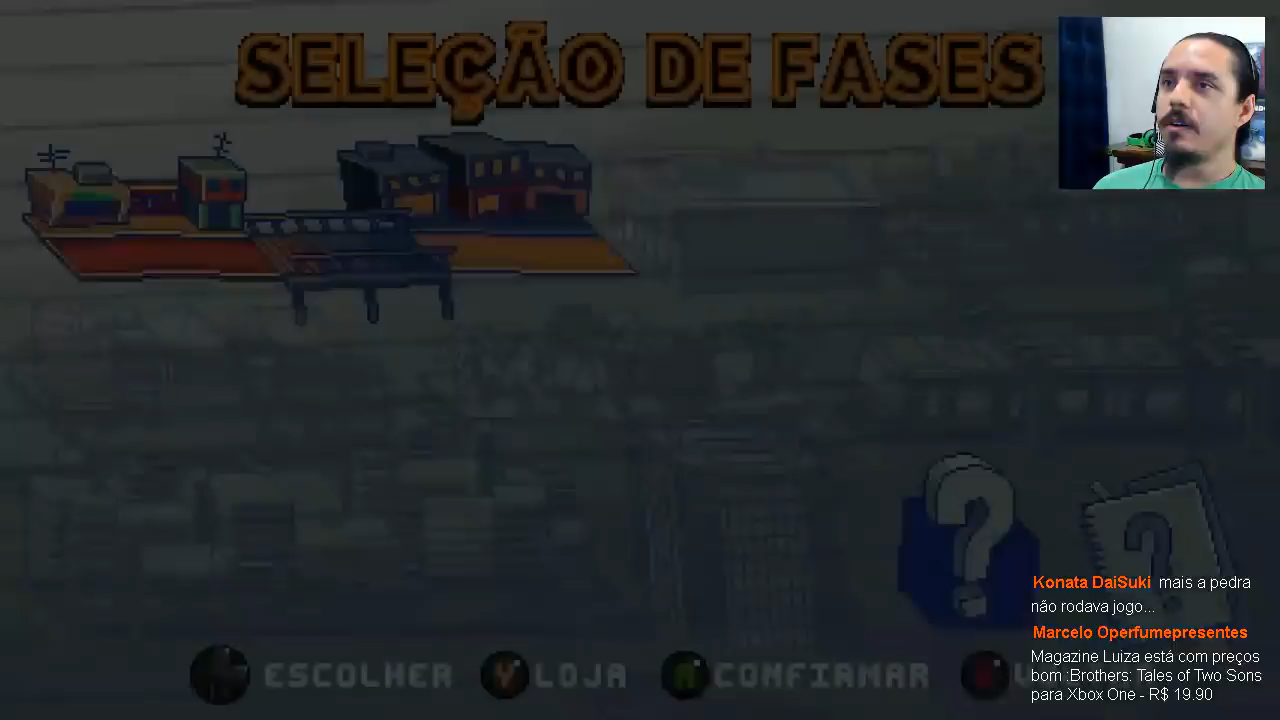 SELEÇÃO DE FASES
Konata DaiSuki mais a pedra
não rodava jogo...
Marcelo Operfumepresentes
Magazine Luiza está com preços
bom :Brothers: Tales of Two Sons
para Xbox One - R$ 19.90
ESCOLHER Y LOJA A CONFIRMAR